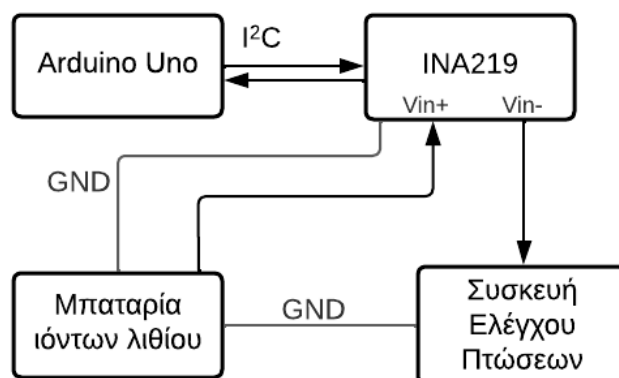 I²C
Arduino Uno
INA219
Vin+ Vin-
GND
Μπαταρία
ιόντων λιθίου
GND
Συσκευή
Ελέγχου
Πτώσεων